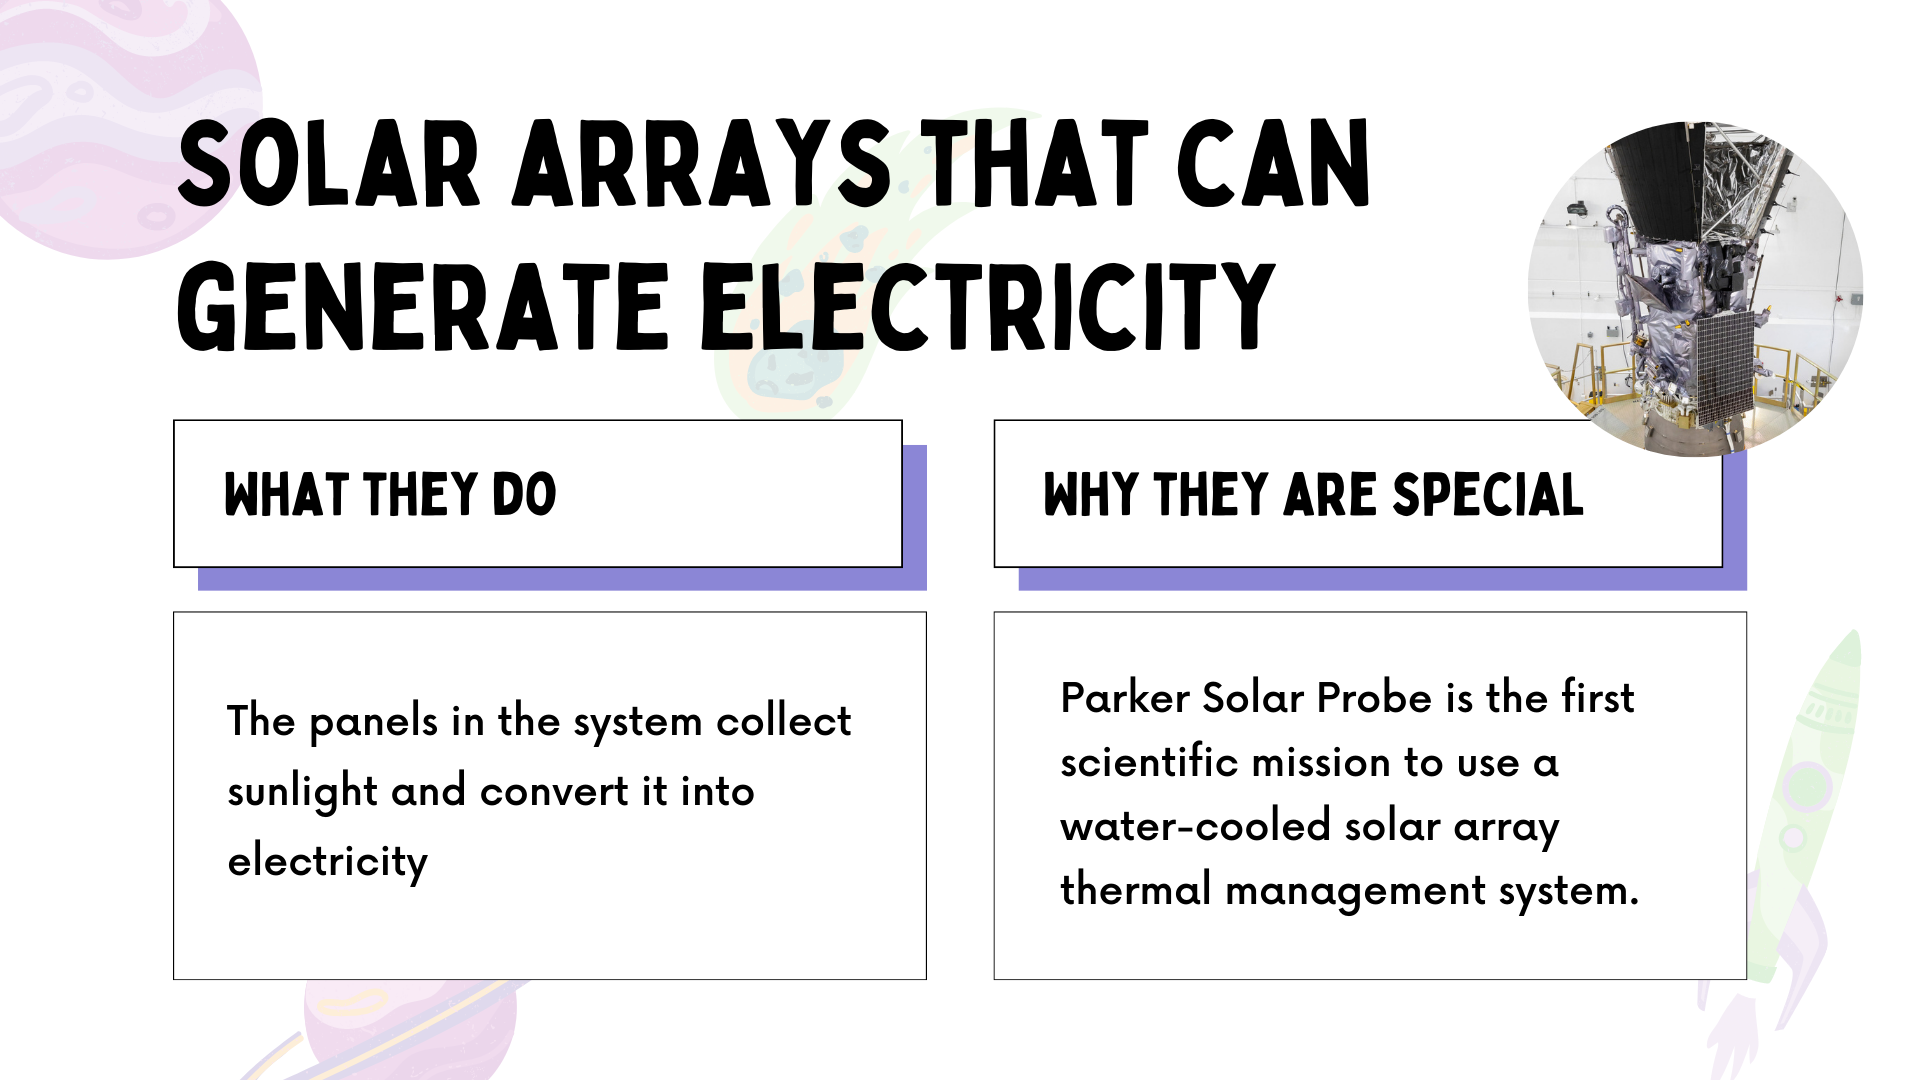 SOLAR ARRAYS THAT CAN
GENERATE ELECTRICITY
WHAT THEY DO
The panels in the system collect
sunlight and convert it into
electricity
WHY THEY ARE SPECIAL
Parker Solar Probe is the first
scientific mission to use a
water-cooled solar array
thermal management system.